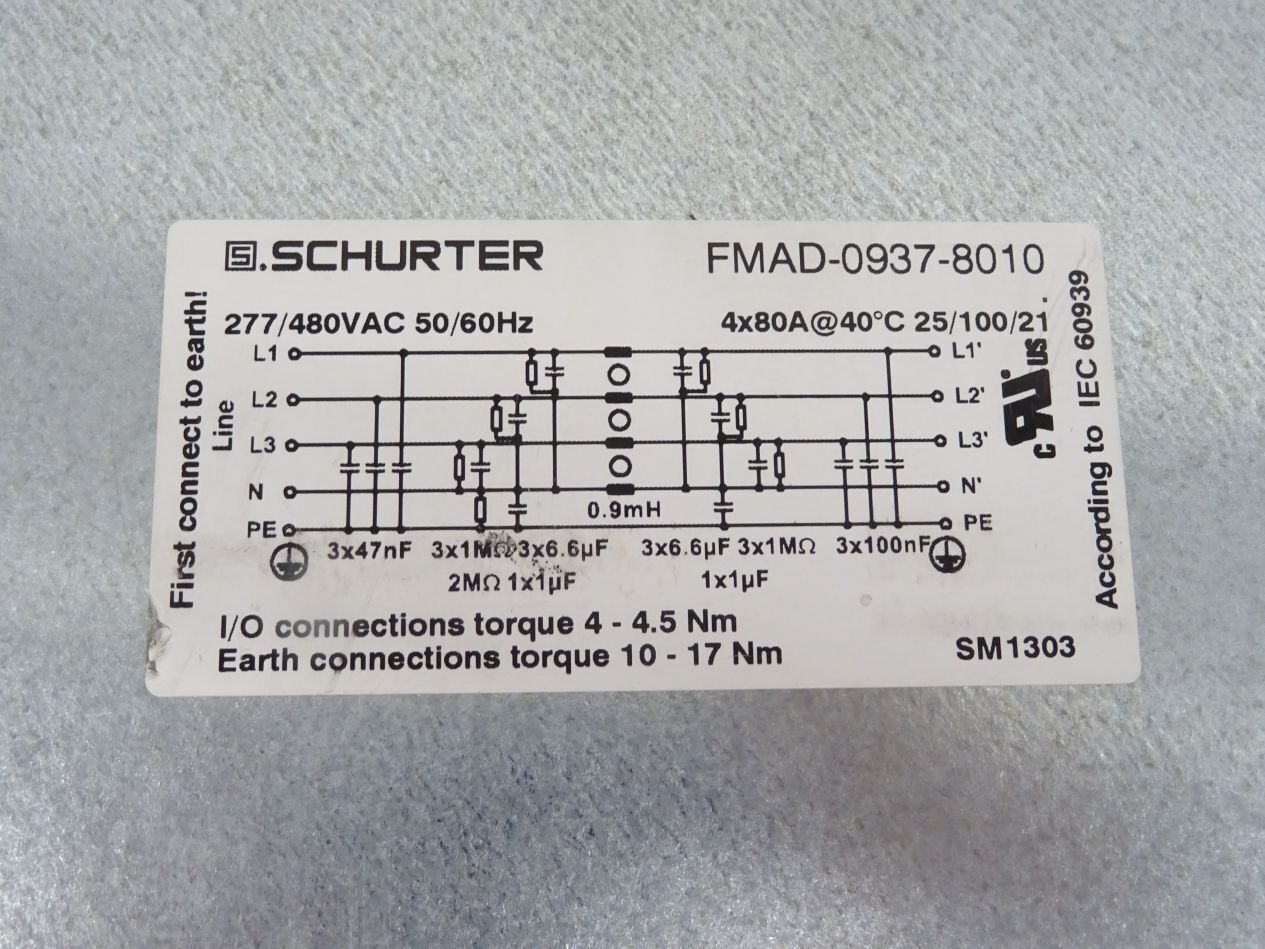 S.SCHURTER
FMAD-0937-8010
277/480VAC 50/60Hz
4x80A@40°C 25/100/21
First connect to earth!
Line
L1
L1'
L2
L2'
L3
L3'
N
N'
0.9mH
PE
PE
3x47nF 3x1MΩ 3x6.6µF
3x6.6µF 3x1MΩ 3x100nF
2MΩ 1x1µF
1x1µF
I/O connections torque 4 - 4.5 Nm
Earth connections torque 10 - 17 Nm
SM1303
c RU us
According to IEC 60939